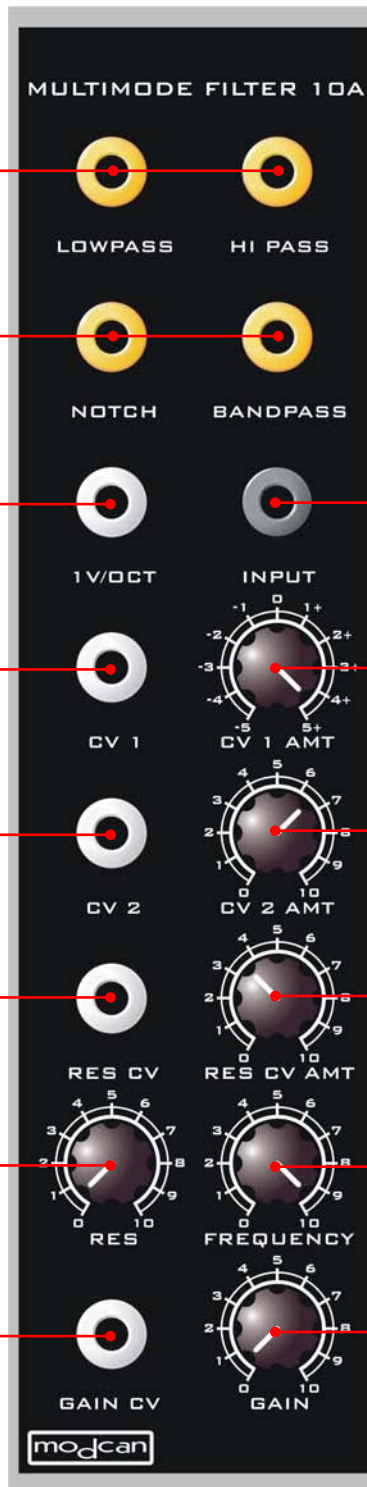 MULTIMODE FILTER 10A
LOWPASS HI PASS
NOTCH BANDPASS
1V/OCT INPUT
-5 -4 -3 -2 -1 0 1+ 2+ 3+ 4+ 5+
CV 1 CV 1 AMT
0 1 2 3 4 5 6 7 8 9 10
CV 2 CV 2 AMT
0 1 2 3 4 5 6 7 8 9 10
RES CV RES CV AMT
0 1 2 3 4 5 6 7 8 9 10 0 1 2 3 4 5 6 7 8 9 10
RES FREQUENCY
0 1 2 3 4 5 6 7 8 9 10
GAIN CV GAIN
modcan